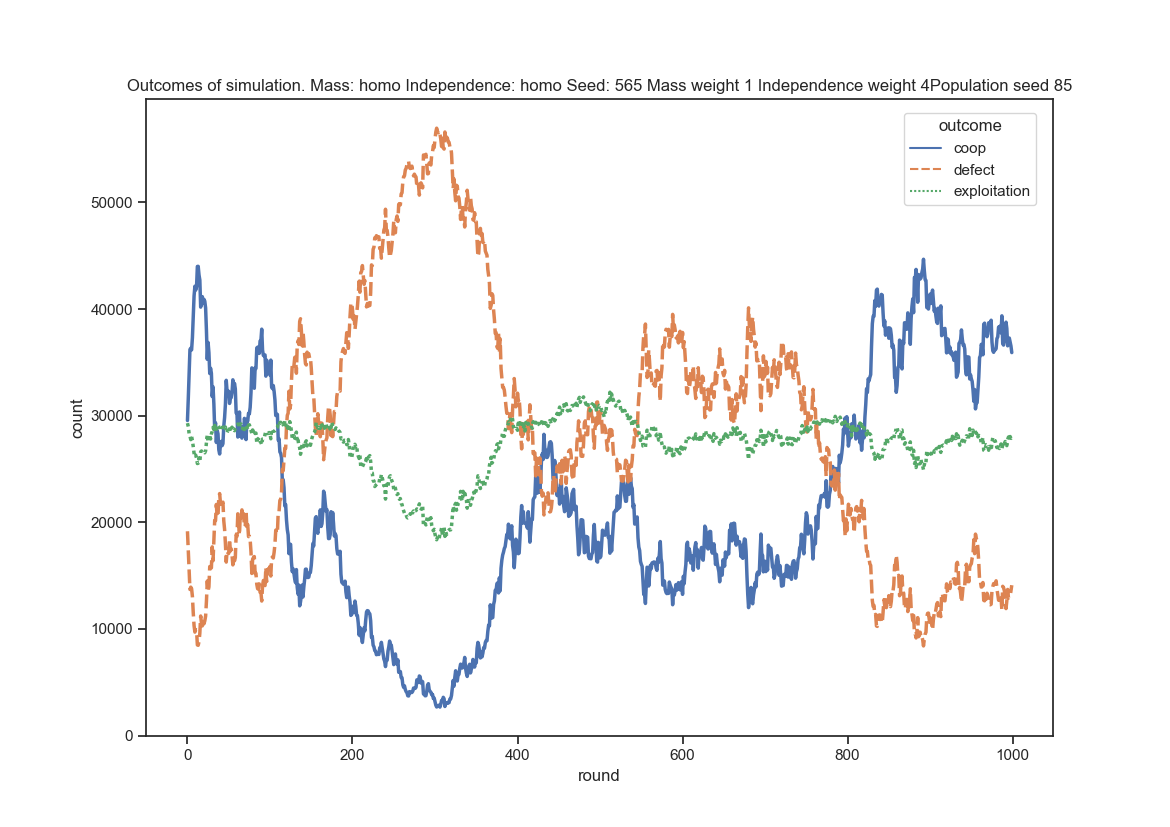 Outcomes of simulation. Mass: homo Independence: homo Seed: 565 Mass weight 1 Independence weight 4Population seed 85
outcome
coop
defect
exploitation
count
50000
40000
30000
20000
10000
0
0 200 400 600 800 1000
round